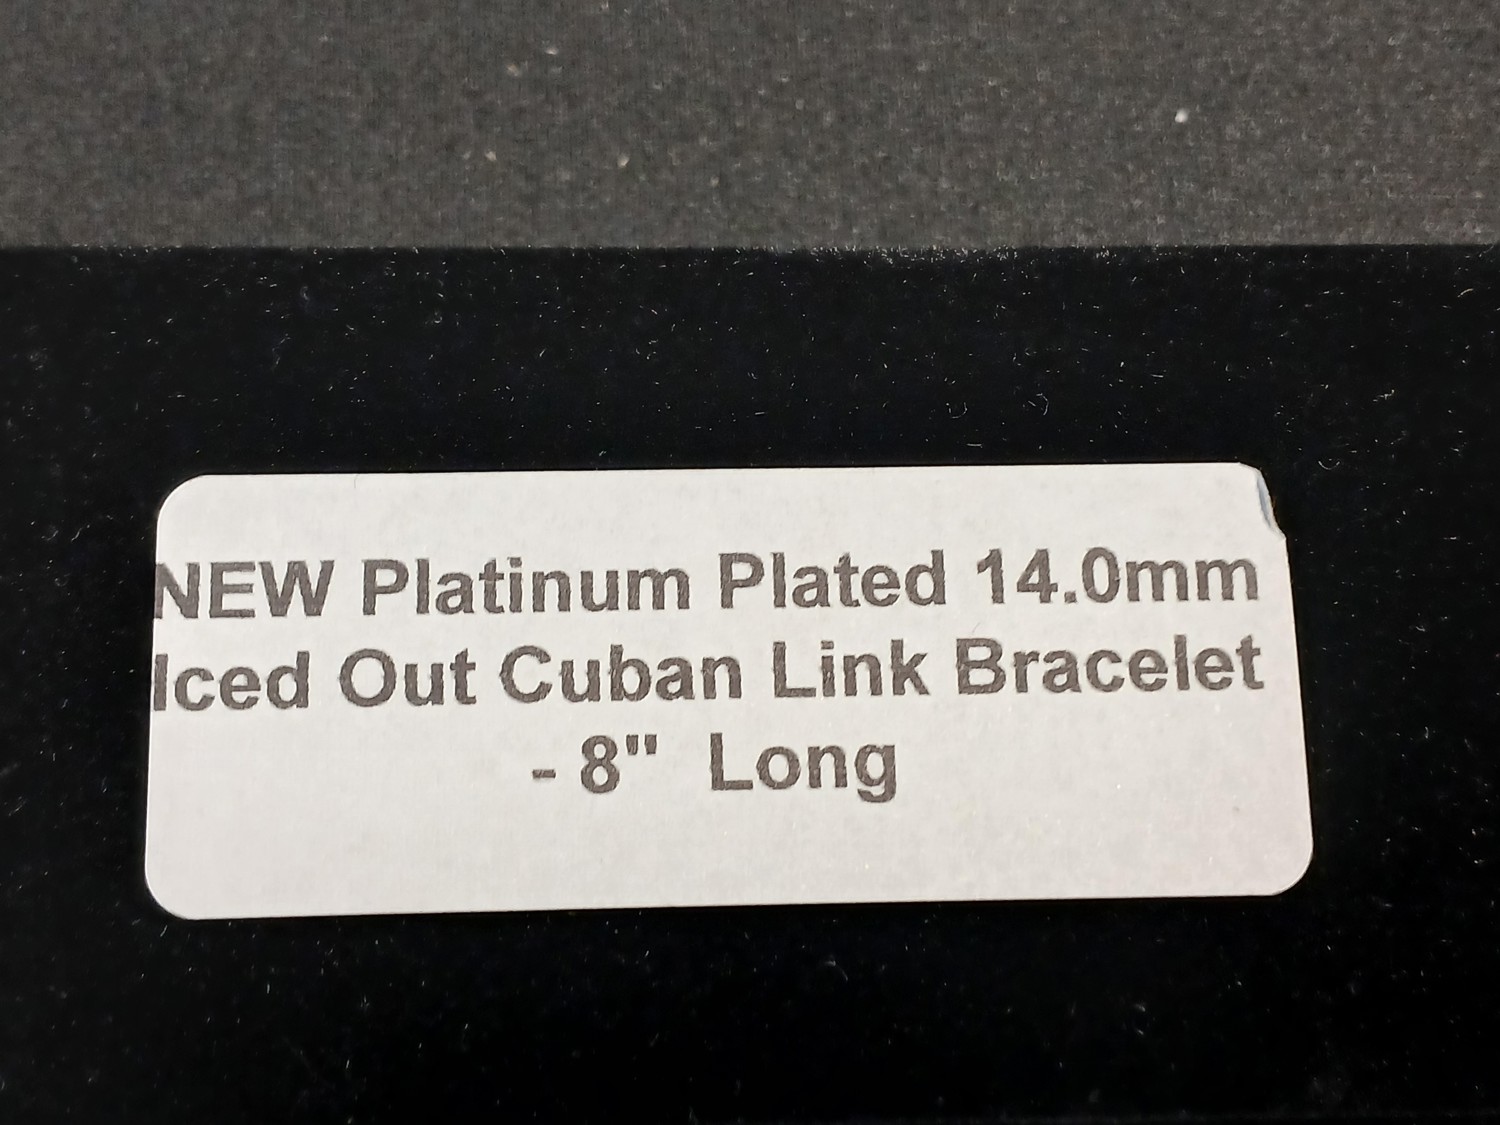 NEW Platinum Plated 14.0mm
Iced Out Cuban Link Bracelet
- 8" Long